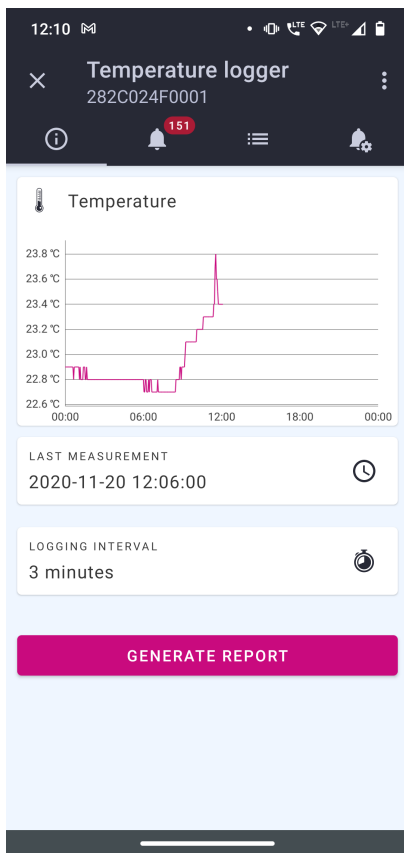 12:10
LTE LTE+
Temperature logger
282C024F0001
151
Temperature
23.8 °C
23.6 °C
23.4 °C
23.2 °C
23.0 °C
22.8 °C
22.6 °C
00:00 06:00 12:00 18:00 00:00
LAST MEASUREMENT
2020-11-20 12:06:00
LOGGING INTERVAL
3 minutes
GENERATE REPORT